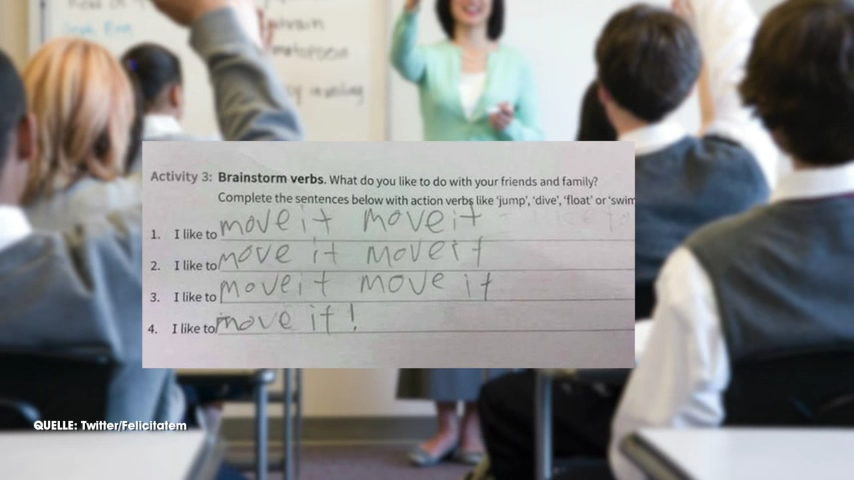 Activity 3: Brainstorm verbs. What do you like to do with your friends and family?
Complete the sentences below with action verbs like 'jump', 'dive', 'float' or 'swim
1. I like to move it move it
2. I like to move it move it
3. I like to move it move it
4. I like to move it!
QUELLE: Twitter/Felicitatem